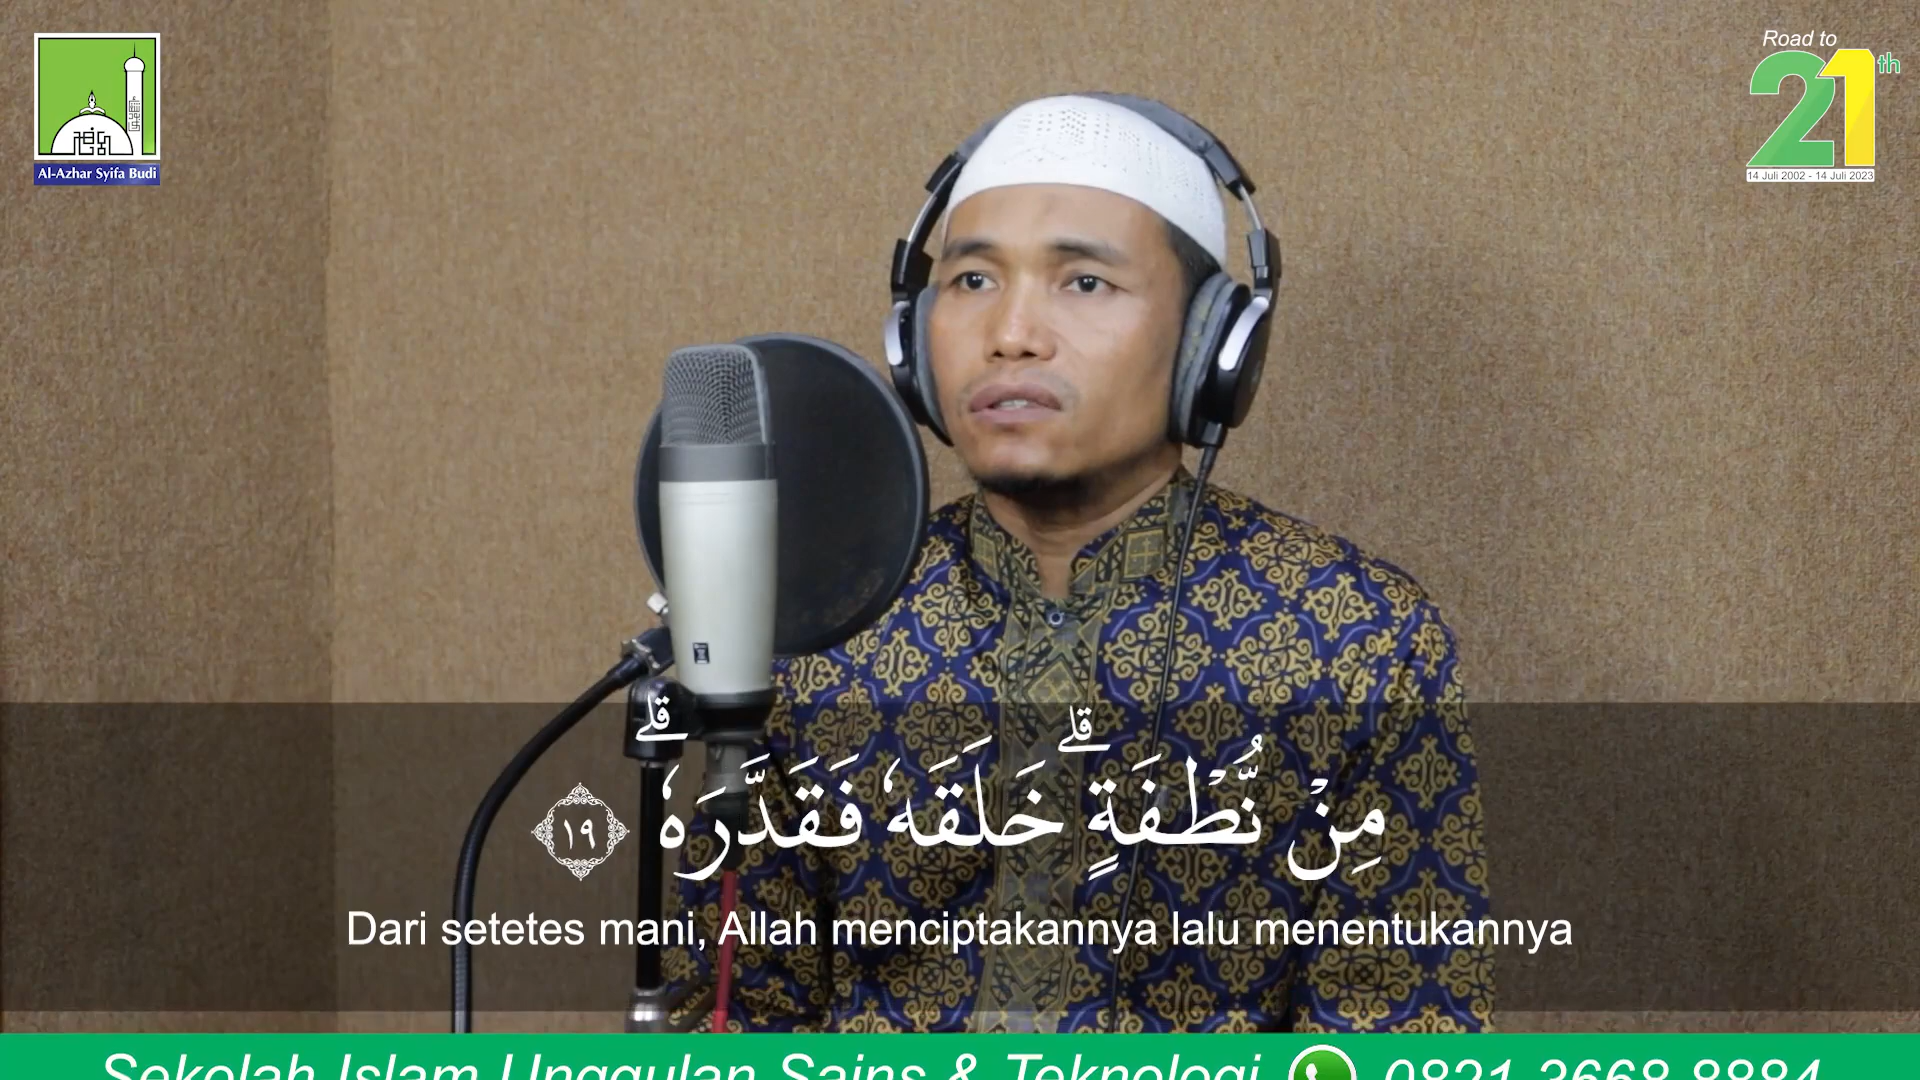 Road to
21th
14 Juli 2002 - 14 Juli 2023
Al-Azhar Syifa Budi
مِنْ نُّطْفَةٍۗ خَلَقَهٗ فَقَدَّرَهٗۗ ١٩
Dari setetes mani, Allah menciptakannya lalu menentukannya
Sekolah Islam Unggulan Sains & Teknologi 0821 3668 8884